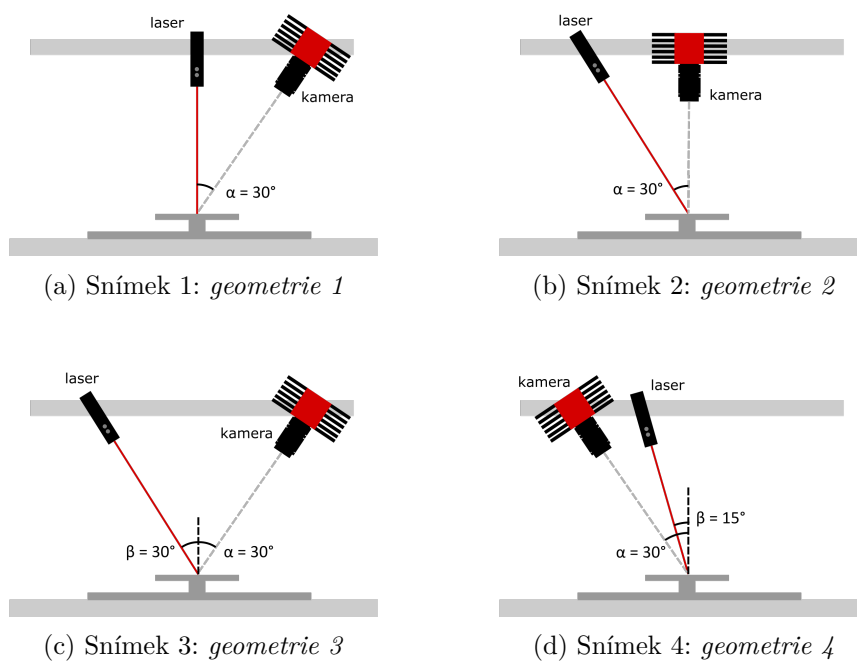 laser
kamera
α = 30°
(a) Snímek 1: geometrie 1
laser
kamera
α = 30°
(b) Snímek 2: geometrie 2
laser
kamera
β = 30°
α = 30°
(c) Snímek 3: geometrie 3
kamera
laser
β = 15°
α = 30°
(d) Snímek 4: geometrie 4